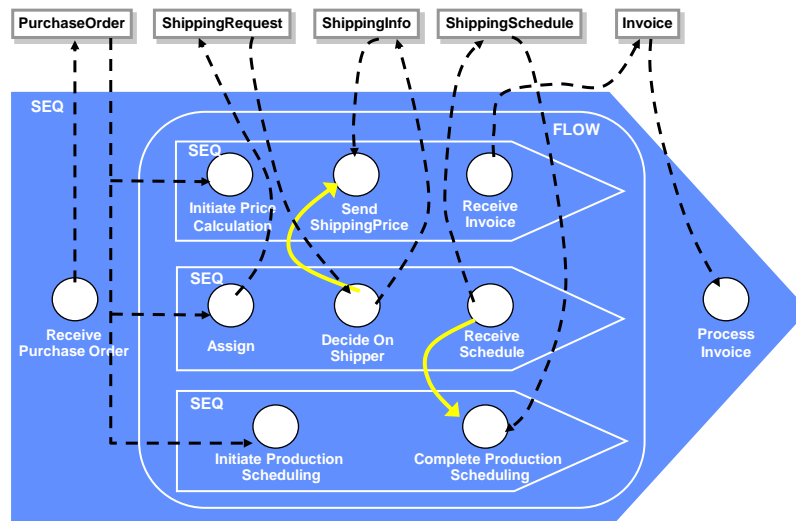 PurchaseOrder
ShippingRequest
ShippingInfo
ShippingSchedule
Invoice
SEQ
FLOW
SEQ
Initiate Price
Calculation
Send
ShippingPrice
Receive
Invoice
SEQ
Receive
Purchase Order
Assign
Decide On
Shipper
Receive
Schedule
Process
Invoice
SEQ
Initiate Production
Scheduling
Complete Production
Scheduling